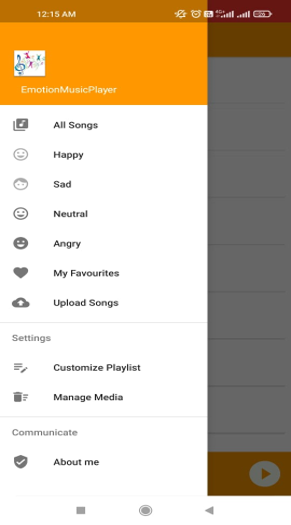 12:15 AM
EmotionMusicPlayer
All Songs
Happy
Sad
Neutral
Angry
My Favourites
Upload Songs
Settings
Customize Playlist
Manage Media
Communicate
About me